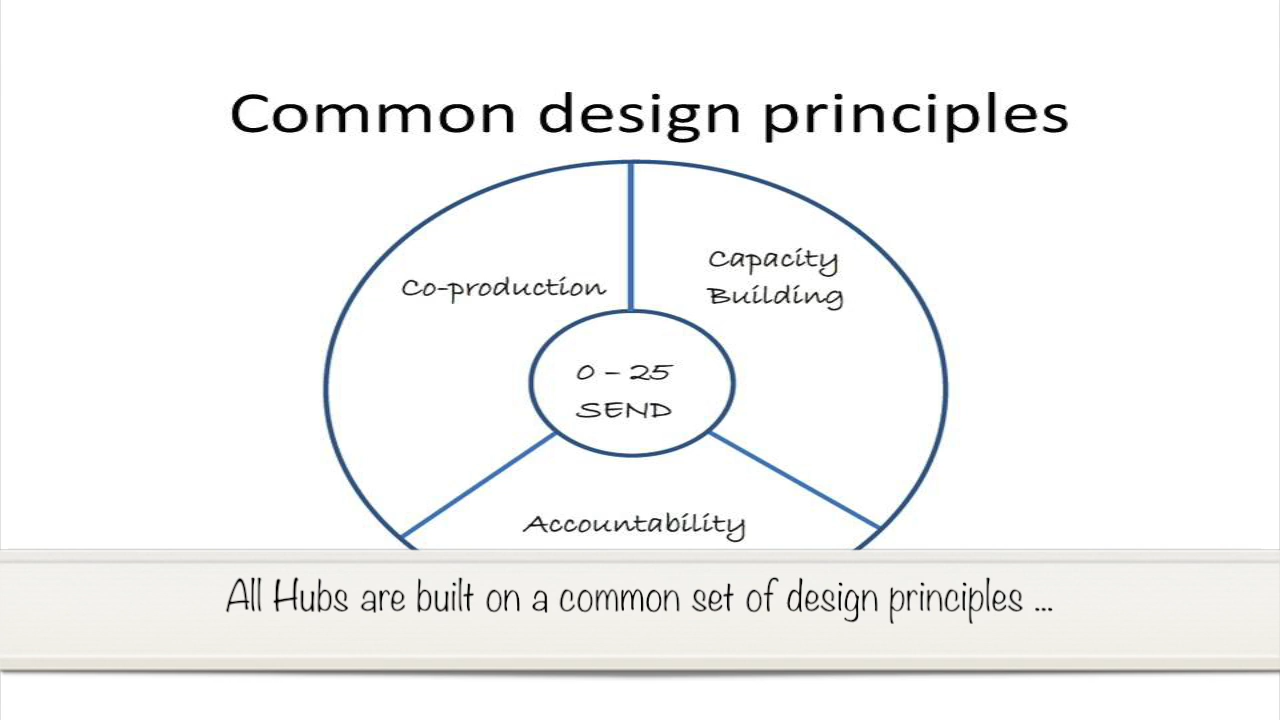 Common design principles
Co-production
Capacity
Building
0 – 25
SEND
Accountability
All Hubs are built on a common set of design principles ...